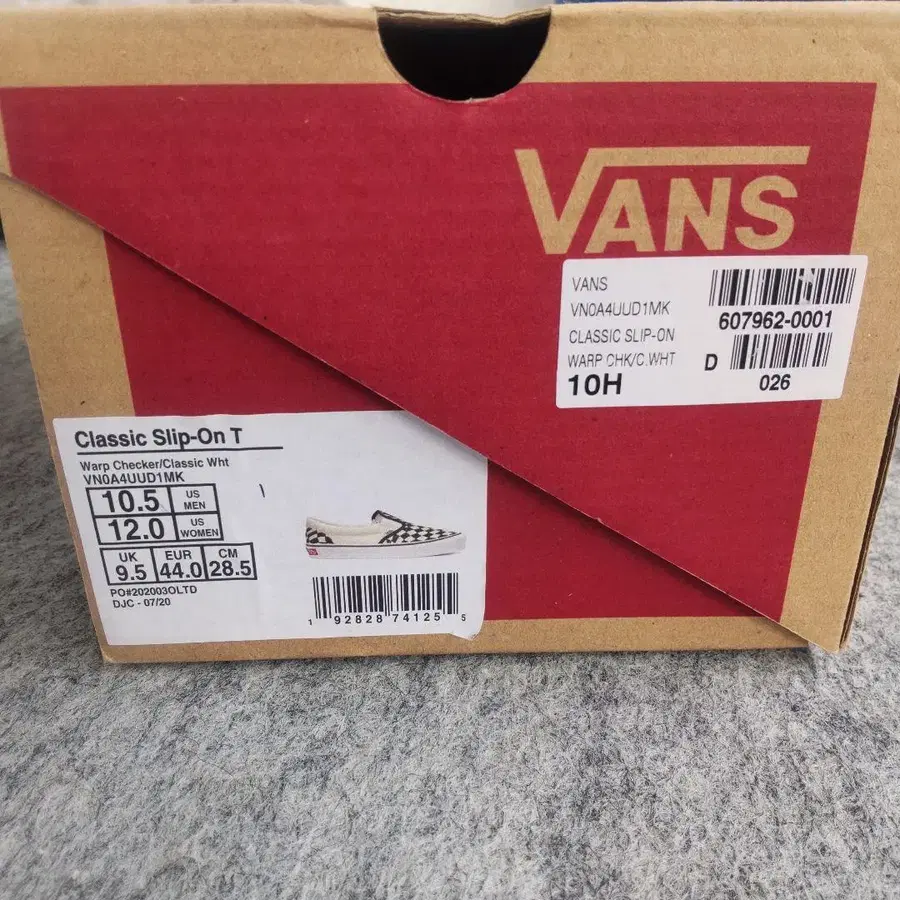 VANS
VANS
VN0A4UUD1MK
CLASSIC SLIP-ON
WARP CHK/C.WHT
10H
607962-0001
D
026
Classic Slip-On T
Warp Checker/Classic Wht
VN0A4UUD1MK
10.5 US MEN
12.0 US WOMEN
UK 9.5 EUR 44.0 CM 28.5
PO#202003OLTD
DJC - 07/20
1 92828 74125 5